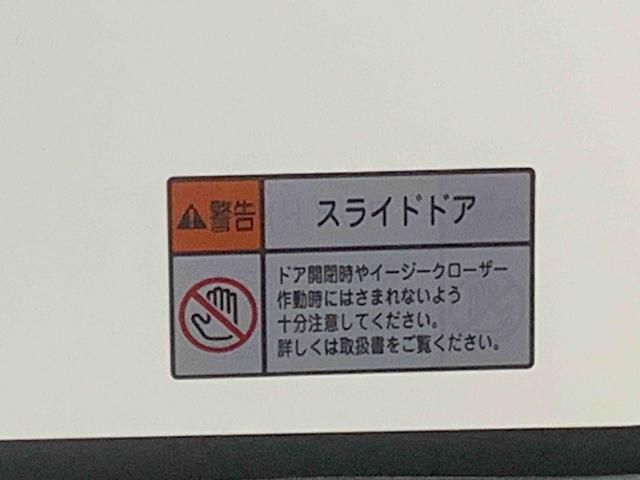 警告
スライドドア
ドア開閉時やイージークローザー
作動時にはさまれないよう
十分注意してください。
詳しくは取扱書をご覧ください。